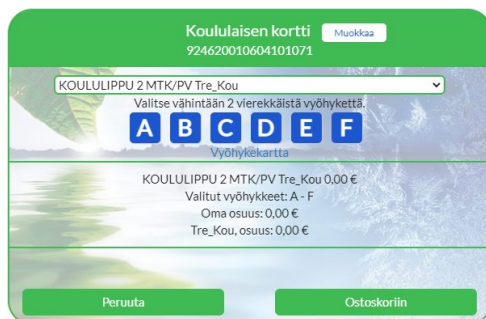 Koululaisen kortti Muokkaa
924620010604101071
KOULULIPPU 2 MTK/PV Tre_Kou
Valitse vähintään 2 vierekkäistä vyöhykettä.
A B C D E F
Vyöhykekartta
KOULULIPPU 2 MTK/PV Tre_Kou 0,00 €
Valitut vyöhykkeet: A - F
Oma osuus: 0,00 €
Tre_Kou, osuus: 0,00 €
Peruuta Ostoskoriin